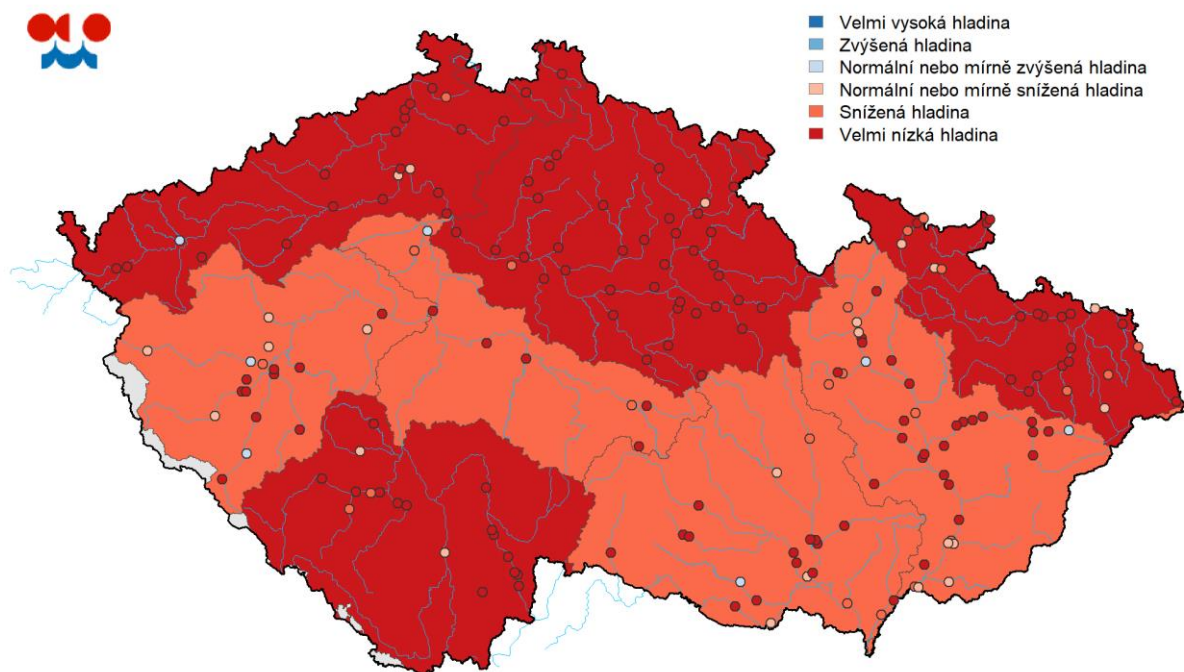 Velmi vysoká hladina
Zvýšená hladina
Normální nebo mírně zvýšená hladina
Normální nebo mírně snížená hladina
Snížená hladina
Velmi nízká hladina